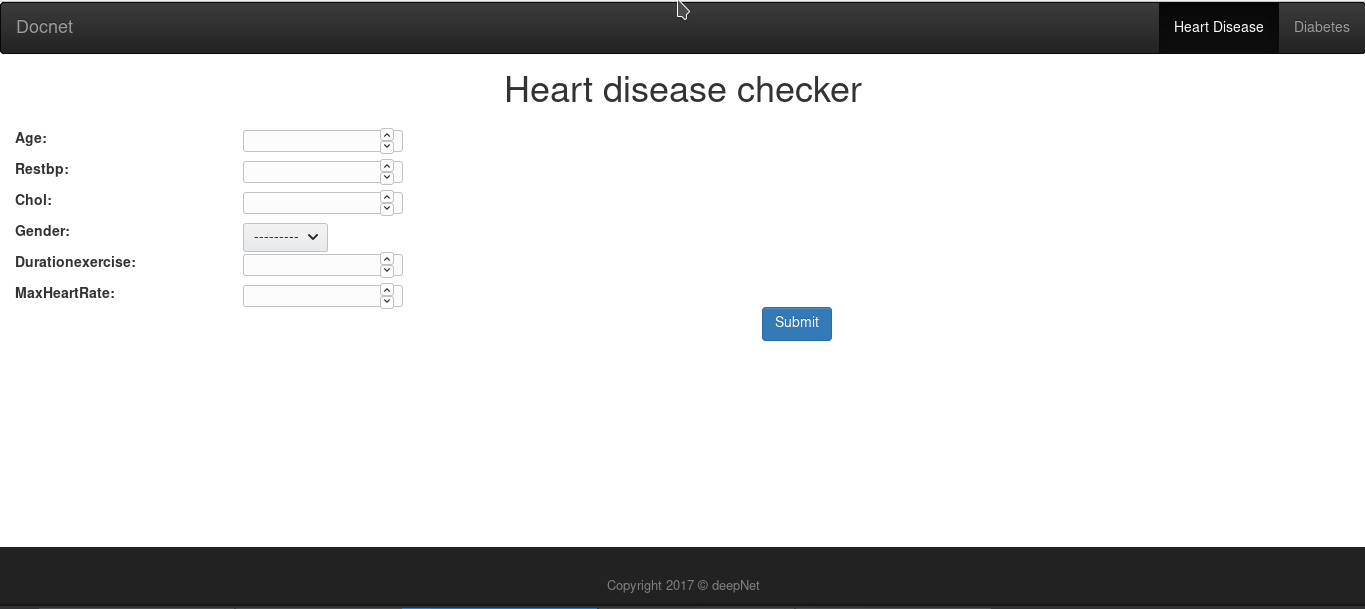 Docnet Heart Disease Diabetes
Heart disease checker
Age:
Restbp:
Chol:
Gender: ---------
Durationexercise:
MaxHeartRate:
Submit
Copyright 2017 © deepNet